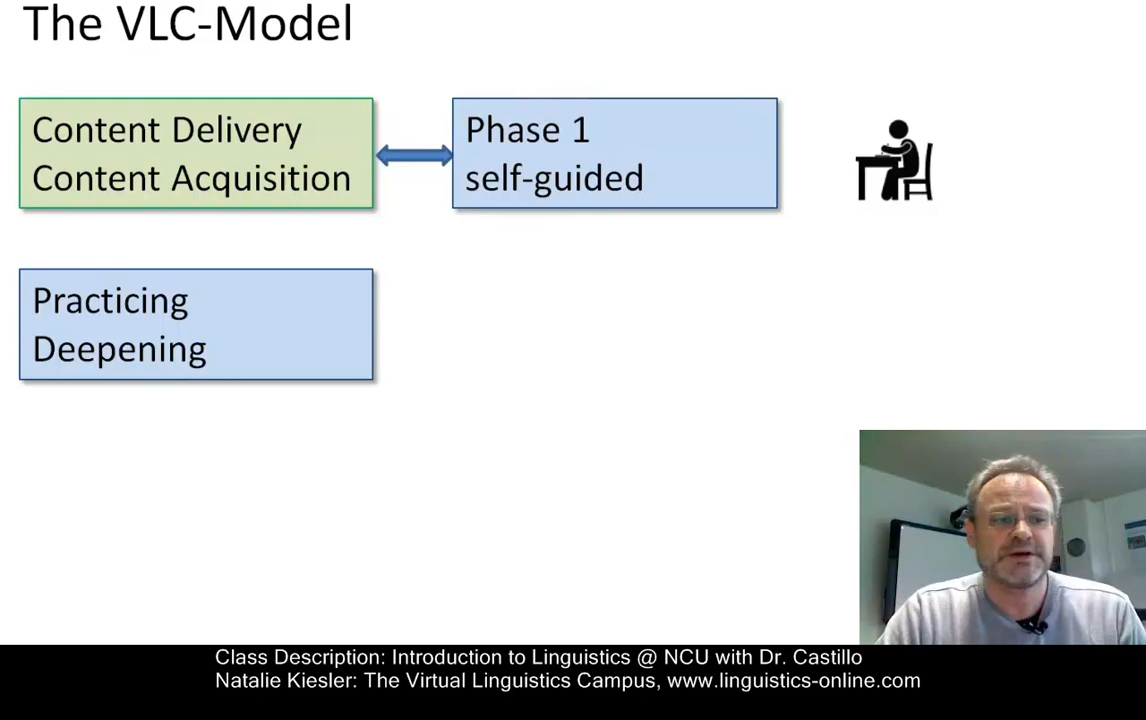 The VLC-Model
Content Delivery
Content Acquisition
Phase 1
self-guided
Practicing
Deepening
Class Description: Introduction to Linguistics @ NCU with Dr. Castillo
Natalie Kiesler: The Virtual Linguistics Campus, www.linguistics-online.com